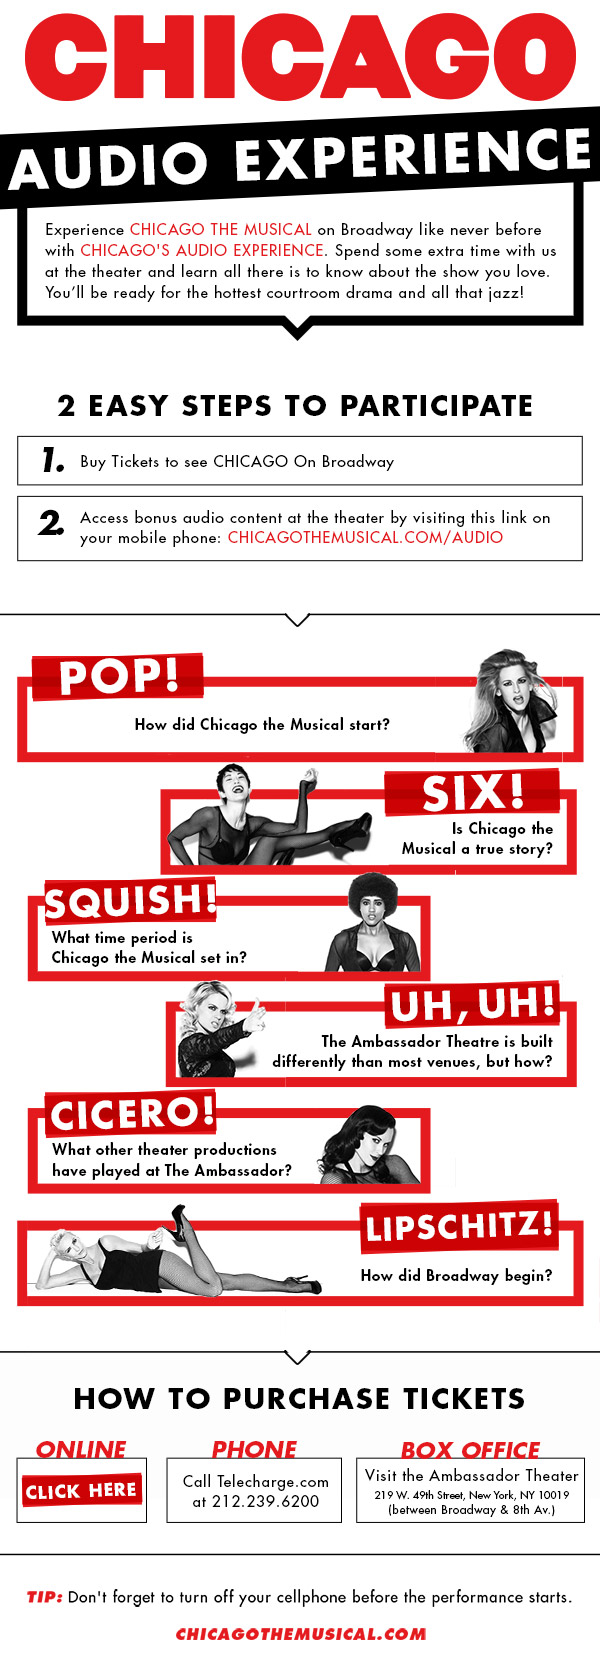 CHICAGO
AUDIO EXPERIENCE
Experience CHICAGO THE MUSICAL on Broadway like never before
with CHICAGO'S AUDIO EXPERIENCE. Spend some extra time with us
at the theater and learn all there is to know about the show you love.
You'll be ready for the hottest courtroom drama and all that jazz!
2 EASY STEPS TO PARTICIPATE
1. Buy Tickets to see CHICAGO On Broadway
2. Access bonus audio content at the theater by visiting this link on
your mobile phone: CHICAGOTHEMUSICAL.COM/AUDIO
POP!
How did Chicago the Musical start?
SIX!
Is Chicago the
Musical a true story?
SQUISH!
What time period is
Chicago the Musical set in?
UH, UH!
The Ambassador Theatre is built
differently than most venues, but how?
CICERO!
What other theater productions
have played at The Ambassador?
LIPSCHITZ!
How did Broadway begin?
HOW TO PURCHASE TICKETS
ONLINE
CLICK HERE
PHONE
Call Telecharge.com
at 212.239.6200
BOX OFFICE
Visit the Ambassador Theater
219 W. 49th Street, New York, NY 10019
(between Broadway & 8th Av.)
TIP: Don't forget to turn off your cellphone before the performance starts.
CHICAGOTHEMUSICAL.COM